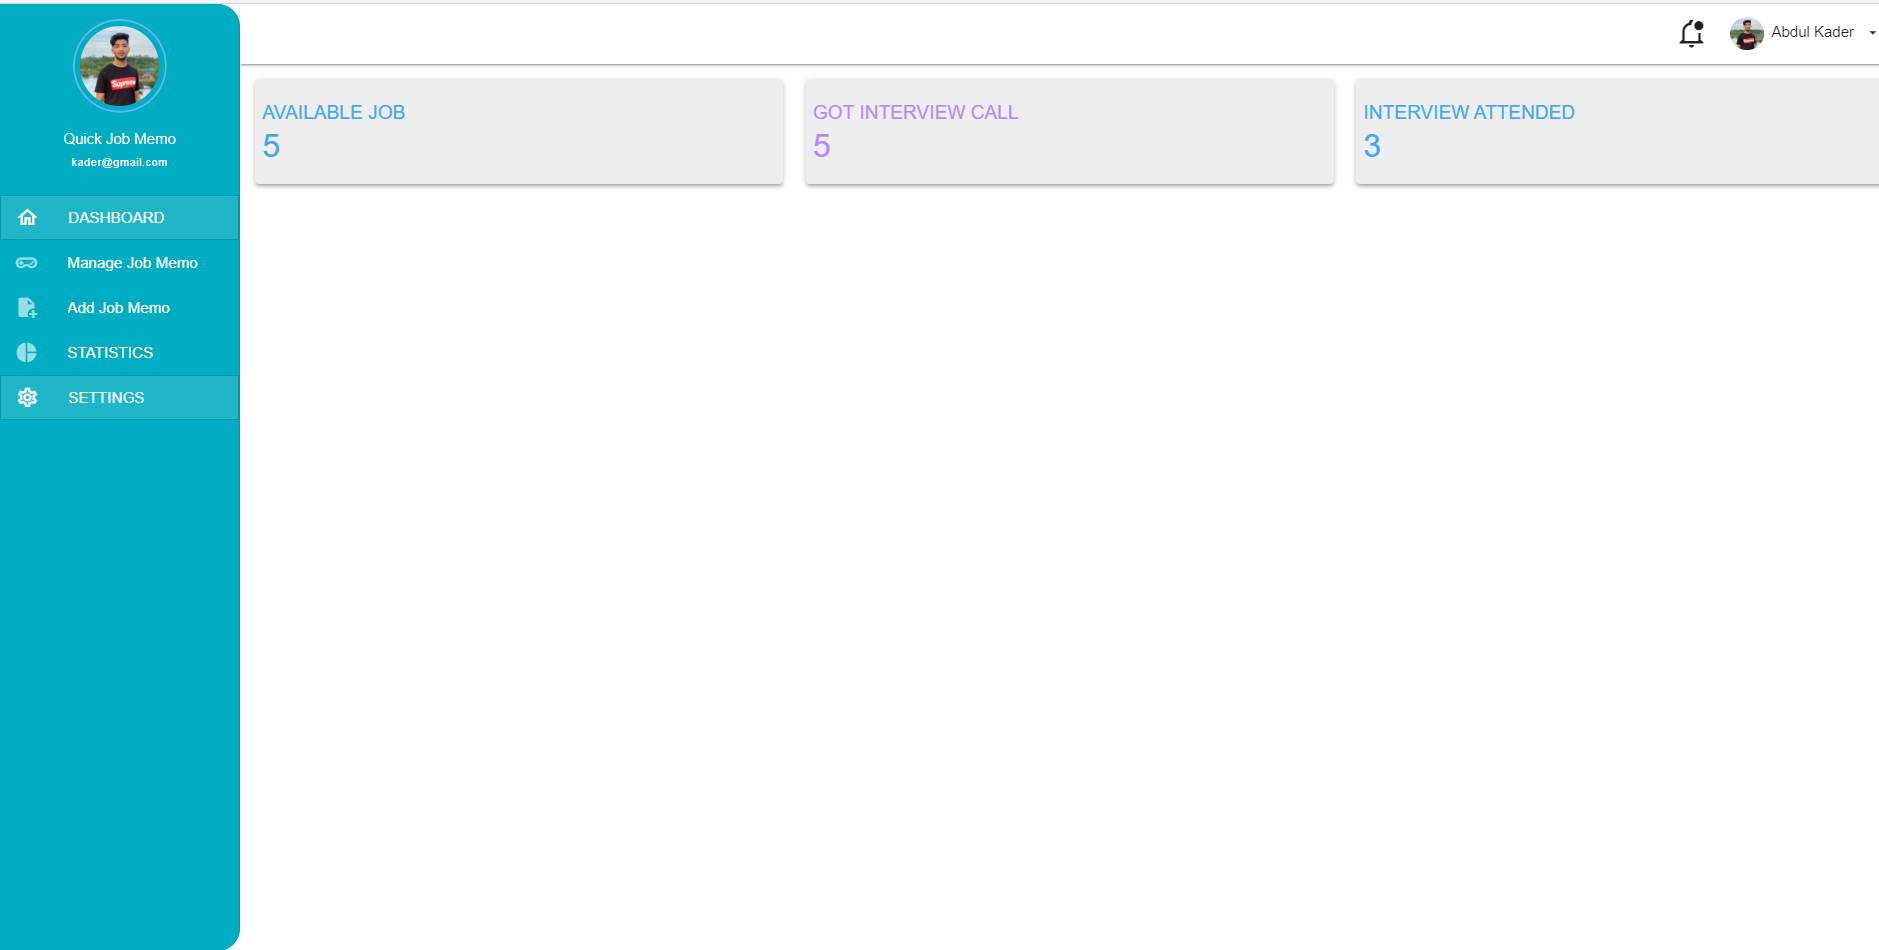 Abdul Kader
Quick Job Memo
kader@gmail.com
DASHBOARD
Manage Job Memo
Add Job Memo
STATISTICS
SETTINGS
AVAILABLE JOB
5
GOT INTERVIEW CALL
5
INTERVIEW ATTENDED
3